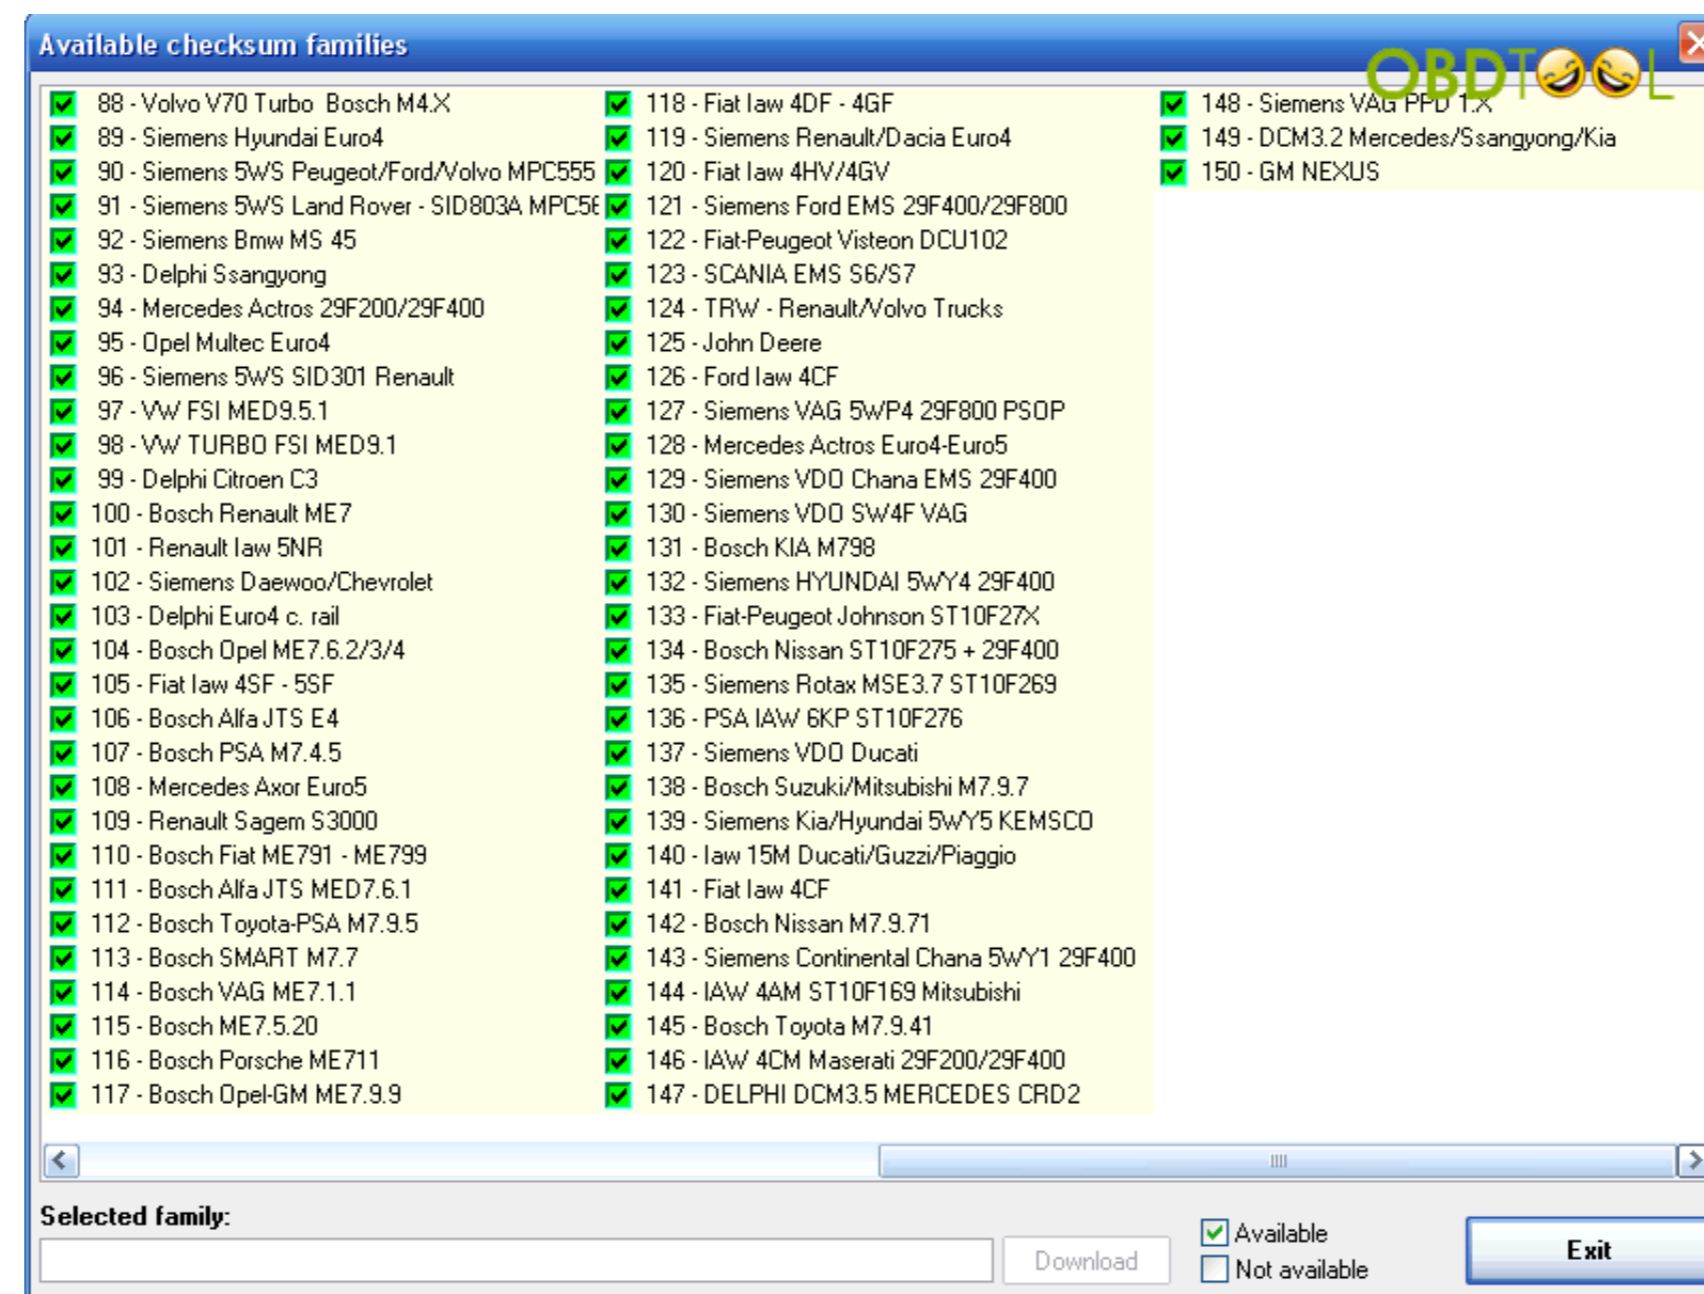 Available checksum families
OBDTOOL
88 - Volvo V70 Turbo  Bosch M4.X
89 - Siemens Hyundai Euro4
90 - Siemens 5WS Peugeot/Ford/Volvo MPC555
91 - Siemens 5WS Land Rover - SID803A MPC56
92 - Siemens Bmw MS 45
93 - Delphi Ssangyong
94 - Mercedes Actros 29F200/29F400
95 - Opel Multec Euro4
96 - Siemens 5WS SID301 Renault
97 - VW FSI MED9.5.1
98 - VW TURBO FSI MED9.1
99 - Delphi Citroen C3
100 - Bosch Renault ME7
101 - Renault Iaw 5NR
102 - Siemens Daewoo/Chevrolet
103 - Delphi Euro4 c. rail
104 - Bosch Opel ME7.6.2/3/4
105 - Fiat Iaw 4SF - 5SF
106 - Bosch Alfa JTS E4
107 - Bosch PSA M7.4.5
108 - Mercedes Axor Euro5
109 - Renault Sagem S3000
110 - Bosch Fiat ME791 - ME799
111 - Bosch Alfa JTS MED7.6.1
112 - Bosch Toyota-PSA M7.9.5
113 - Bosch SMART M7.7
114 - Bosch VAG ME7.1.1
115 - Bosch ME7.5.20
116 - Bosch Porsche ME711
117 - Bosch Opel-GM ME7.9.9
118 - Fiat Iaw 4DF - 4GF
119 - Siemens Renault/Dacia Euro4
120 - Fiat Iaw 4HV/4GV
121 - Siemens Ford EMS 29F400/29F800
122 - Fiat-Peugeot Visteon DCU102
123 - SCANIA EMS S6/S7
124 - TRW - Renault/Volvo Trucks
125 - John Deere
126 - Ford Iaw 4CF
127 - Siemens VAG 5WP4 29F800 PSOP
128 - Mercedes Actros Euro4-Euro5
129 - Siemens VDO Chana EMS 29F400
130 - Siemens VDO SW4F VAG
131 - Bosch KIA M798
132 - Siemens HYUNDAI 5WY4 29F400
133 - Fiat-Peugeot Johnson ST10F27X
134 - Bosch Nissan ST10F275 + 29F400
135 - Siemens Rotax MSE3.7 ST10F269
136 - PSA IAW 6KP ST10F276
137 - Siemens VDO Ducati
138 - Bosch Suzuki/Mitsubishi M7.9.7
139 - Siemens Kia/Hyundai 5WY5 KEMSCO
140 - Iaw 15M Ducati/Guzzi/Piaggio
141 - Fiat Iaw 4CF
142 - Bosch Nissan M7.9.71
143 - Siemens Continental Chana 5WY1 29F400
144 - IAW 4AM ST10F169 Mitsubishi
145 - Bosch Toyota M7.9.41
146 - IAW 4CM Maserati 29F200/29F400
147 - DELPHI DCM3.5 MERCEDES CRD2
148 - Siemens VAG PPD 1.X
149 - DCM3.2 Mercedes/Ssangyong/Kia
150 - GM NEXUS
Selected family:
Download
Available
Not available
Exit